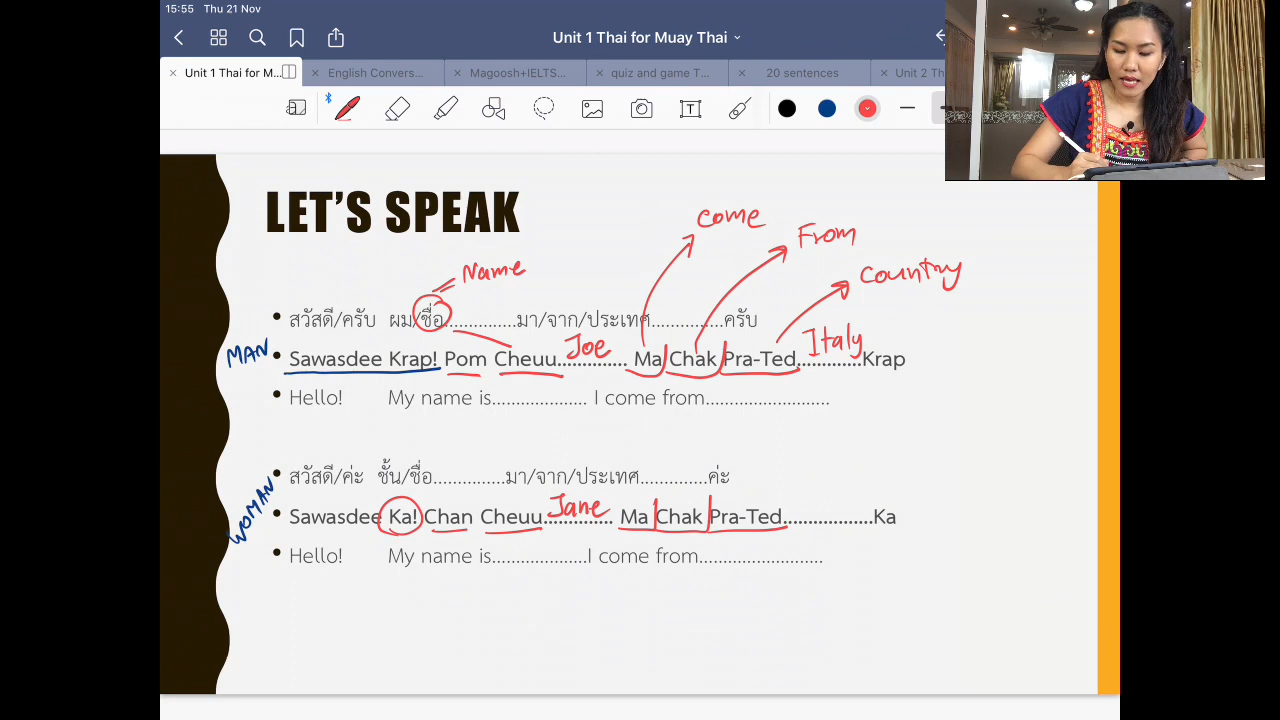 15:55 Thu 21 Nov
Unit 1 Thai for Muay Thai
Unit 1 Thai for M... English Convers... Magoosh+IELTS... quiz and game T... 20 sentences Unit 2 Th
LET'S SPEAK
Come
From
Name
Country
สวัสดี/ครับ ผม/ชื่อ..............มา/จาก/ประเทศ..............ครับ
MAN
Joe
Italy
Sawasdee Krap! Pom Cheuu.............. Ma Chak Pra-Ted.............Krap
Hello! My name is.................... I come from..........................
สวัสดี/ค่ะ ชั้น/ชื่อ..............มา/จาก/ประเทศ.............ค่ะ
WOMAN
Jane
Sawasdee Ka! Chan Cheuu.............. Ma Chak Pra-Ted..................Ka
Hello! My name is....................I come from..........................